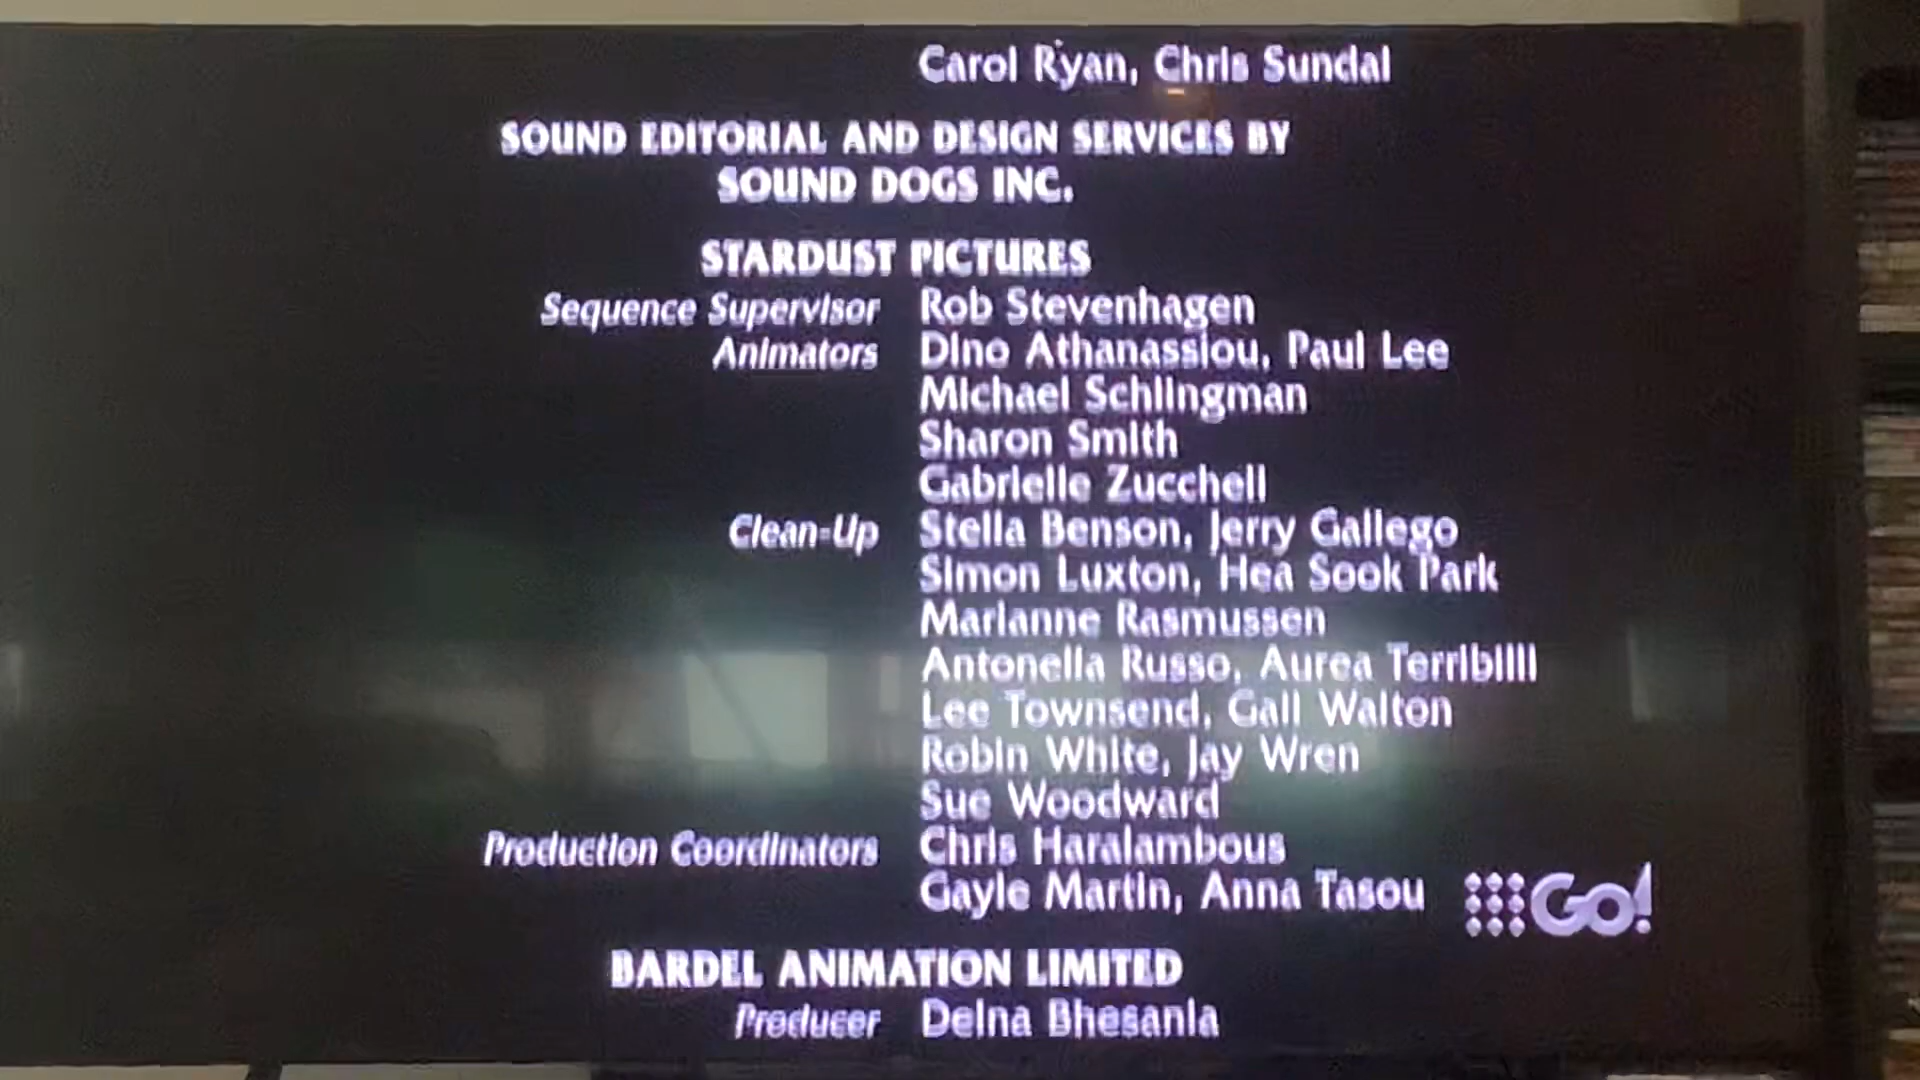 Carol Ryan, Chris Sundal
SOUND EDITORIAL AND DESIGN SERVICES BY
SOUND DOGS INC.
STARDUST PICTURES
Sequence Supervisor Rob Stevenhagen
Animators Dino Athanassiou, Paul Lee
Michael Schlingman
Sharon Smith
Gabrielle Zucchelli
Clean-Up Stella Benson, Jerry Gallego
Simon Luxton, Hea Sook Park
Marianne Rasmussen
Antonella Russo, Aurea Terribilli
Lee Townsend, Gail Walton
Robin White, Jay Wren
Sue Woodward
Production Coordinators Chris Haralambous
Gayle Martin, Anna Tasou
Go!
BARDEL ANIMATION LIMITED
Producer Delna Bhesania